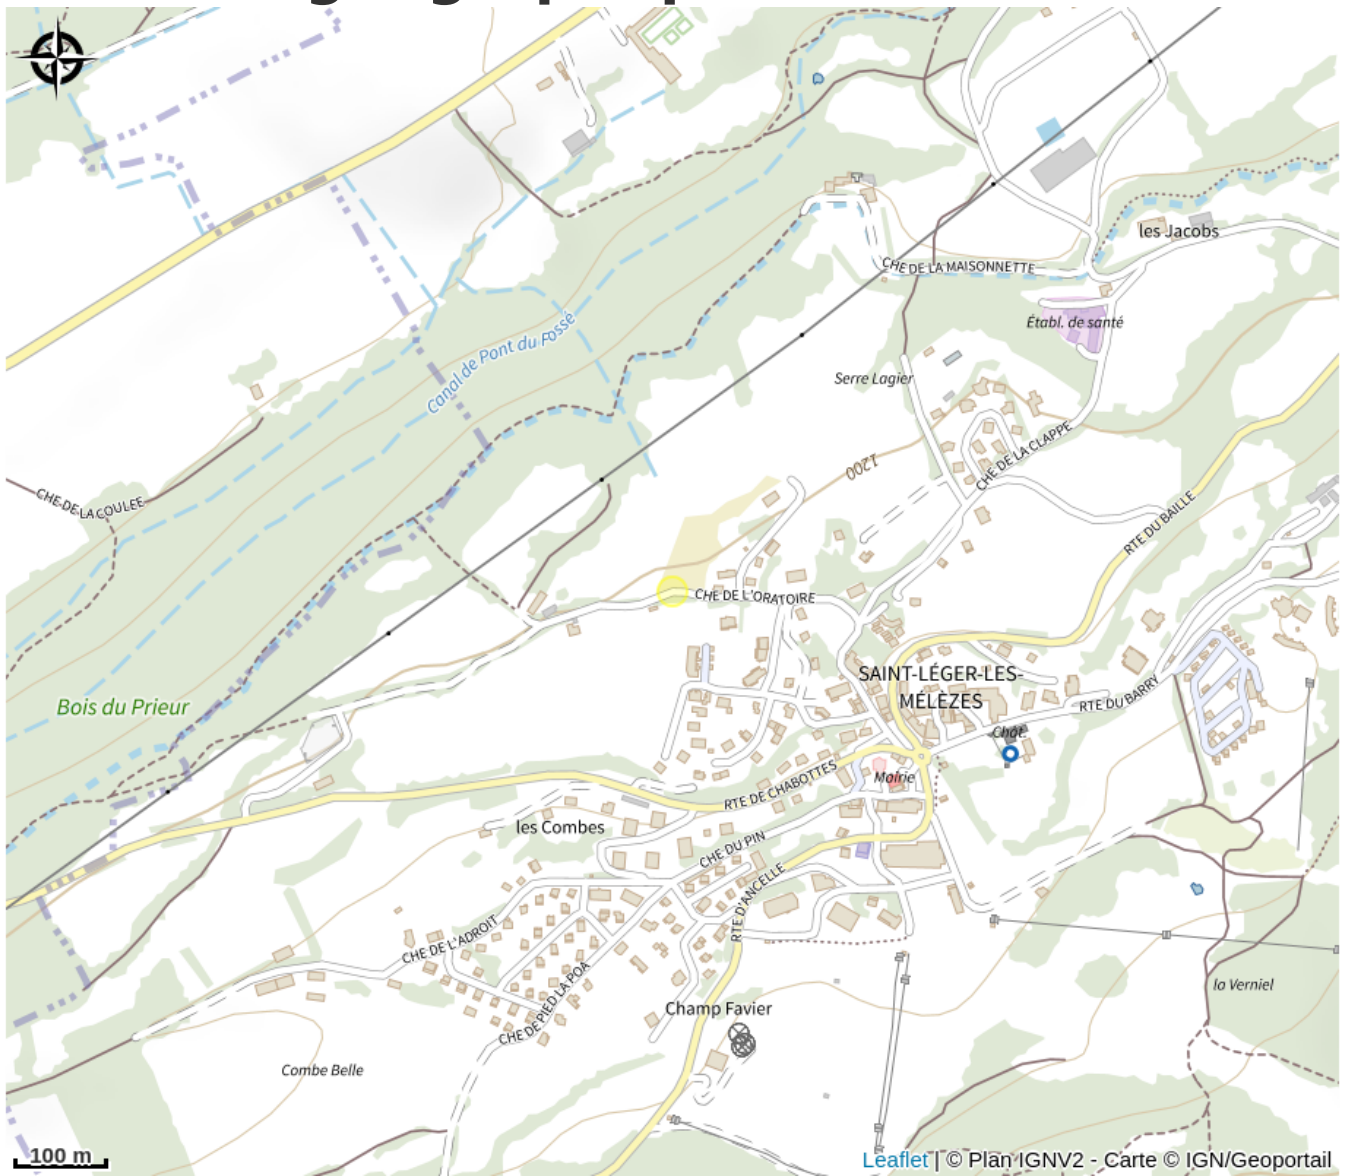 les Jacobs
CHE DE LA MAISONNETTE
Établ. de santé
Canal de Pont du Fossé
Serre Lagier
CHE DE LA CLAPPE
1200
CHE DE LA COULEE
RTE DU BAILLE
CHE DE L'ORATOIRE
SAINT-LÉGER-LES-
MÉLÈZES
Bois du Prieur
RTE DU BARRY
Chât.
Mairie
RTE DE CHABOTTES
les Combes
CHE DU PIN
RTE D'ANCELLE
CHE DE L'ADROIT
CHE DE PIED LA POA
la Verniel
Champ Favier
Combe Belle
100 m
Leaflet | © Plan IGNV2 - Carte © IGN/Geoportail